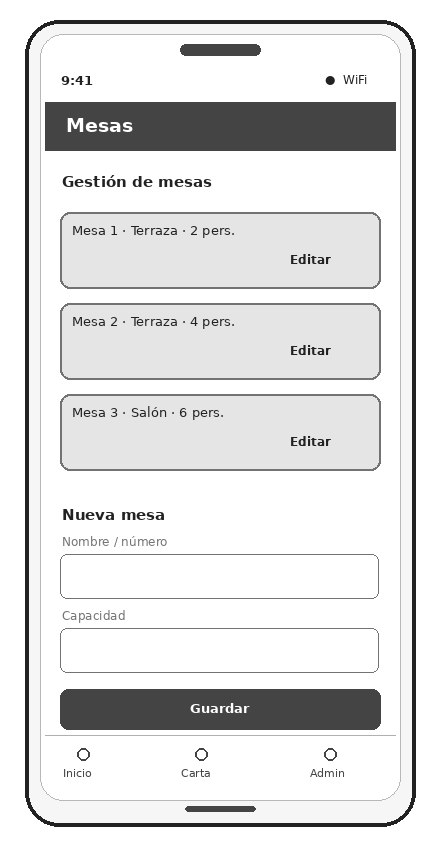 9:41 WiFi
Mesas
Gestión de mesas
Mesa 1 · Terraza · 2 pers.
Editar
Mesa 2 · Terraza · 4 pers.
Editar
Mesa 3 · Salón · 6 pers.
Editar
Nueva mesa
Nombre / número
Capacidad
Guardar
Inicio Carta Admin